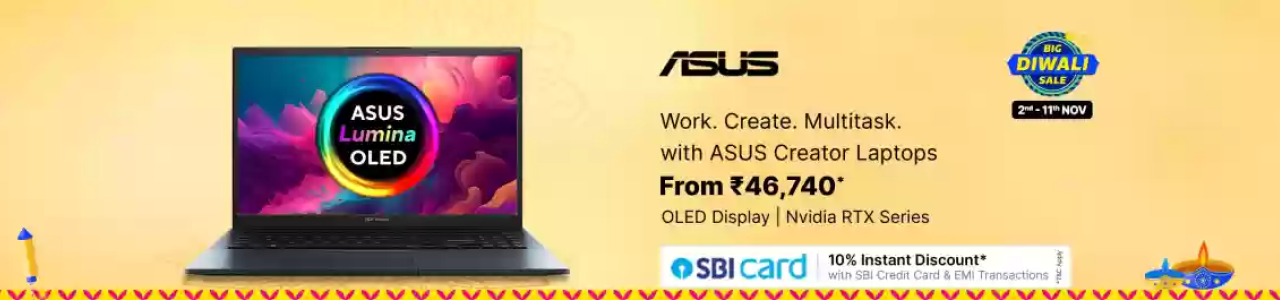 ASUS
Lumina
OLED
ASUS
Work. Create. Multitask.
with ASUS Creator Laptops
From ₹46,740*
OLED Display | Nvidia RTX Series
SBI card
10% Instant Discount*
with SBI Credit Card & EMI Transactions
*T&C Apply
BIG
DIWALI
SALE
2nd - 11th NOV